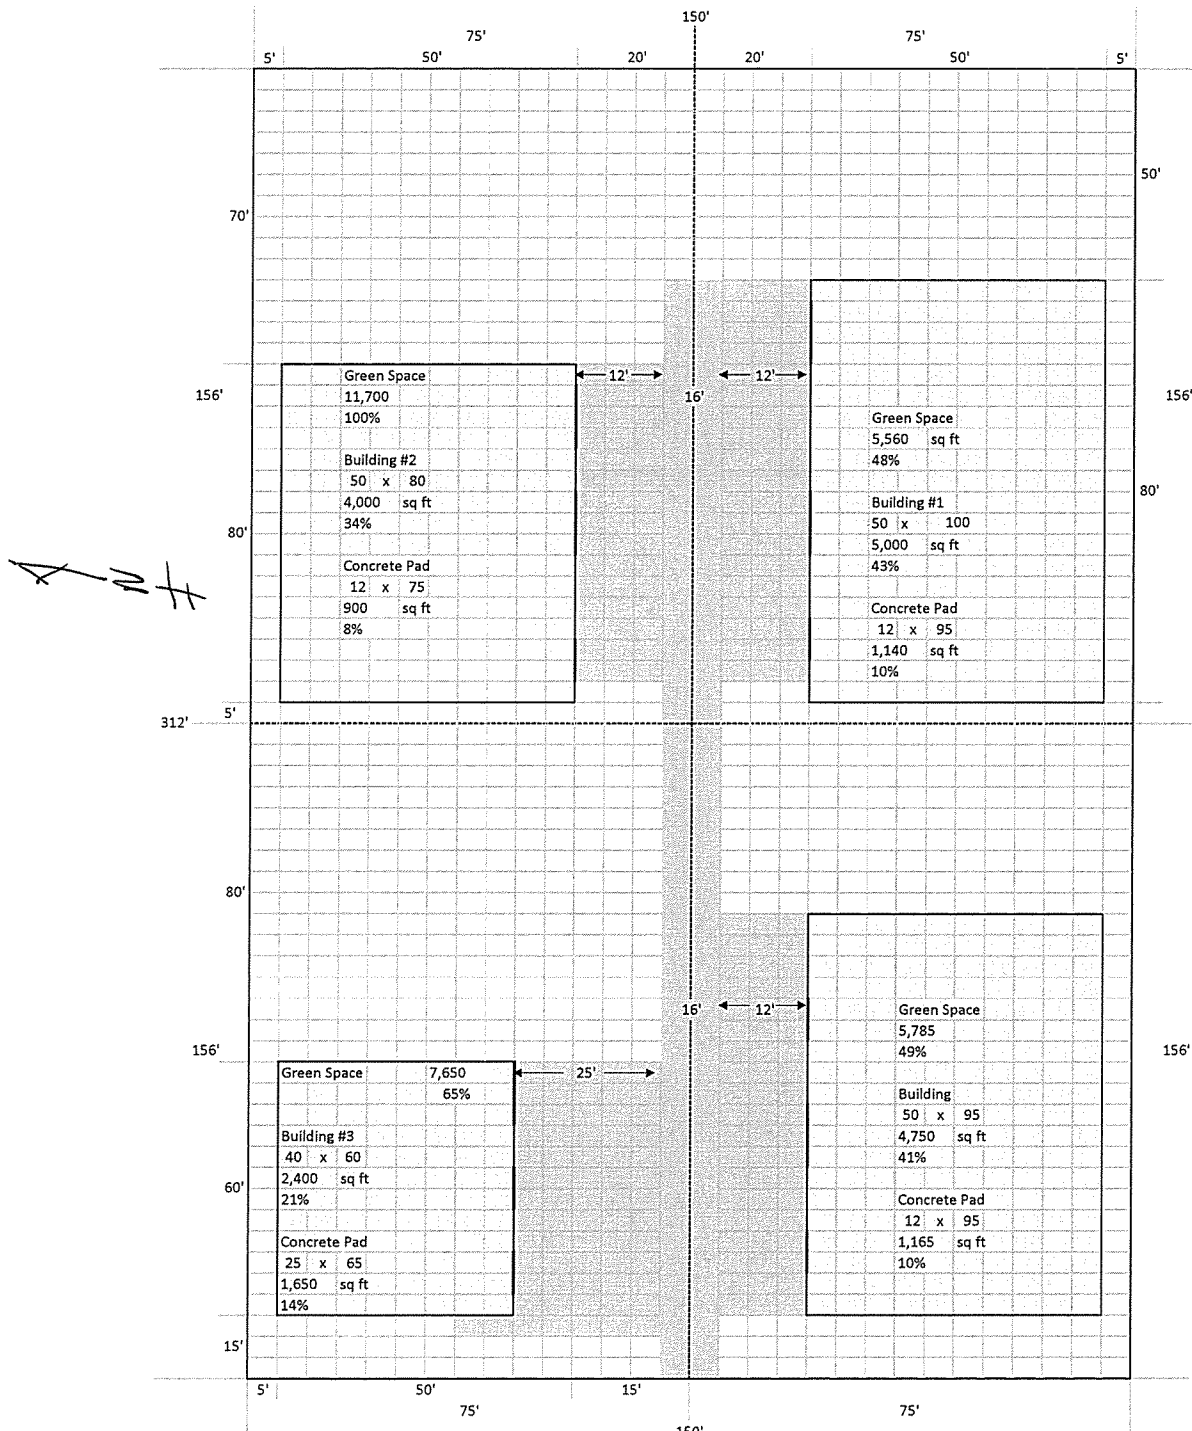 150'
75' 75'
5' 50' 20' 20' 50' 5'
50'
70'
12' 12'
156' 16' 156'
Green Space
11,700
100%
Building #2
50 x 80
4,000 sq ft
34%
Concrete Pad
12 x 75
900 sq ft
8%
Green Space
5,560 sq ft
48%
Building #1
50 x 100
5,000 sq ft
43%
Concrete Pad
12 x 95
1,140 sq ft
10%
80'
80'
5'
312'
80'
16' 12'
156' 156'
25'
Green Space 7,650
65%
Building #3
40 x 60
2,400 sq ft
21%
Concrete Pad
25 x 65
1,650 sq ft
14%
Green Space
5,785
49%
Building
50 x 95
4,750 sq ft
41%
Concrete Pad
12 x 95
1,165 sq ft
10%
60'
15'
5' 50' 15'
75' 75'
150'